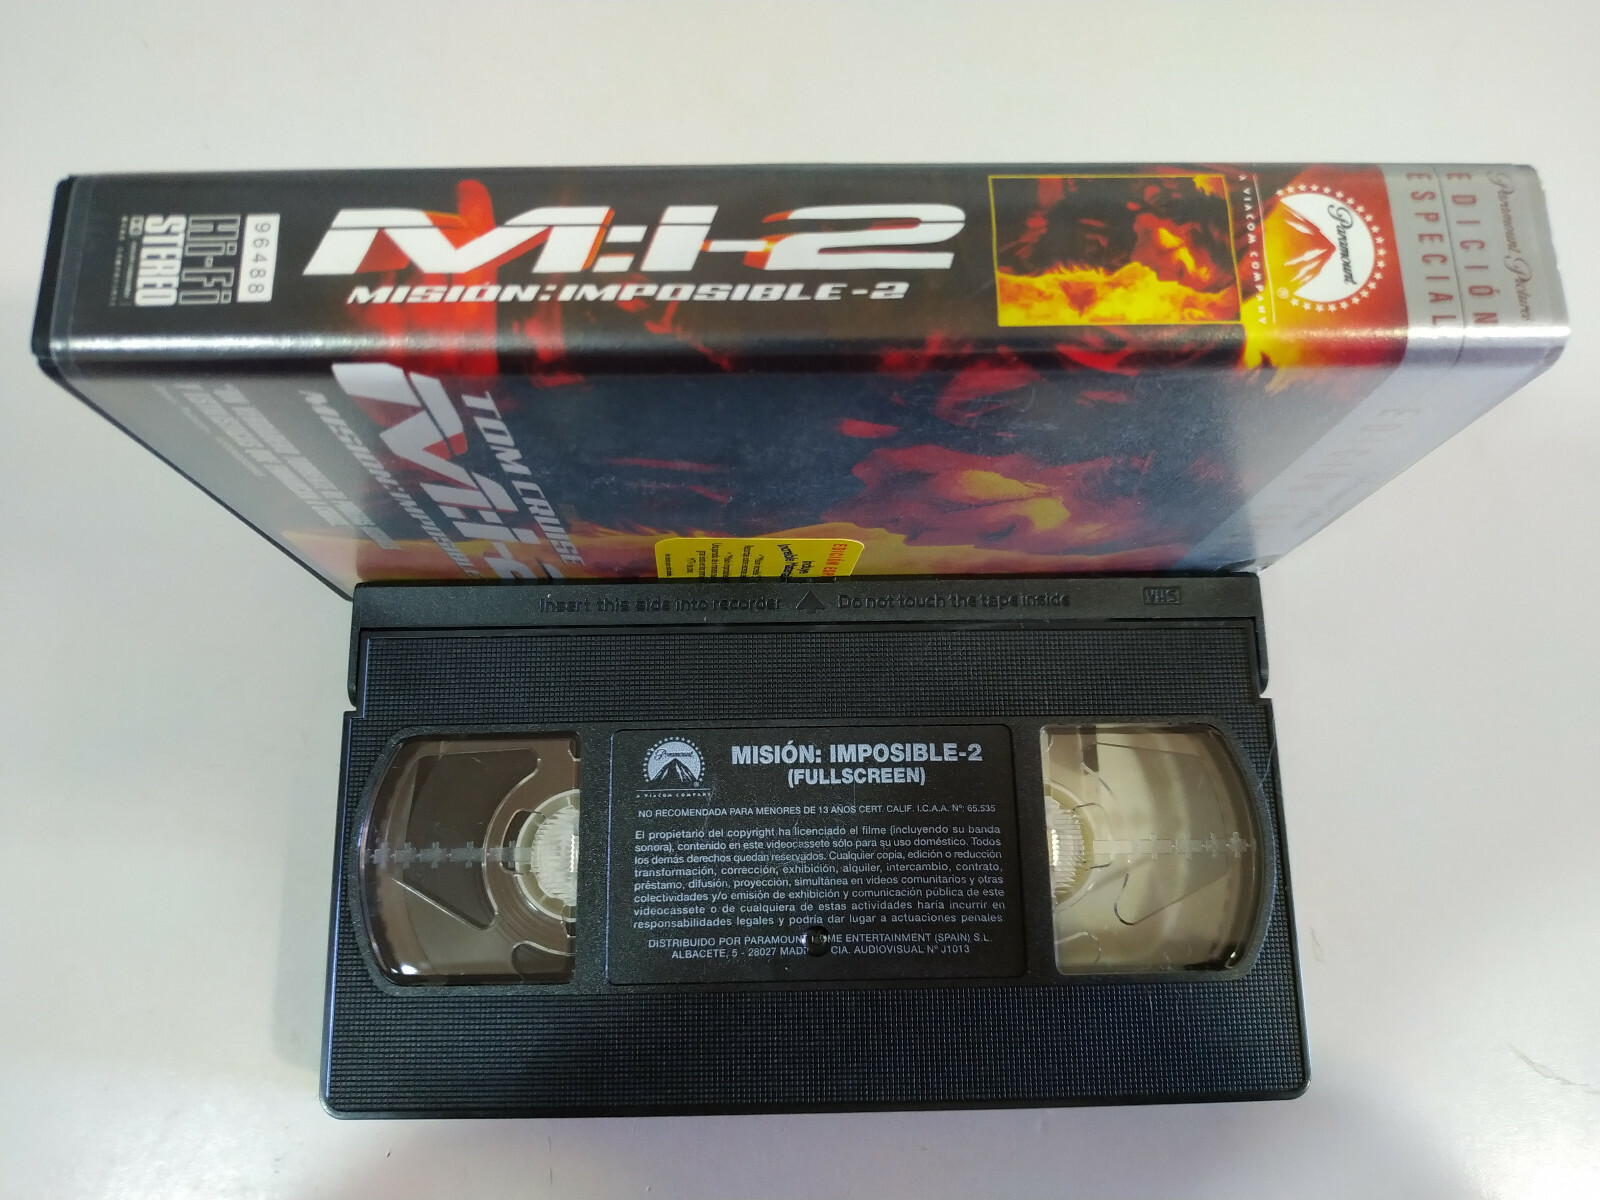 96488
Hi-Fi
STEREO
M:I-2
MISIÓN: IMPOSIBLE-2
Paramount
A VIACOM COMPANY
EDICIÓN
ESPECIAL
Paramount Pictures
TOM CRUISE
M:I-
MISION:IMPOSIBLE
EDICIÓN
Insert this side into recorder Do not touch the tape inside
VHS
Paramount
A VIACOM COMPANY
MISIÓN: IMPOSIBLE-2
(FULLSCREEN)
NO RECOMENDADA PARA MENORES DE 13 AÑOS CERT. CALIF. I.C.A.A. Nº: 65.535
El propietario del copyright ha licenciado el filme (incluyendo su banda
sonora), contenido en este videocassete sólo para su uso doméstico. Todos
los demás derechos quedan reservados. Cualquier copia, edición o reducción
transformación, corrección, exhibición, alquiler, intercambio, contrato,
préstamo, difusión, proyección, simultánea en videos comunitarios y otras
colectividades y/o emisión de exhibición y comunicación pública de este
videocassete o de cualquiera de estas actividades haría incurrir en
responsabilidades legales y podría dar lugar a actuaciones penales.
DISTRIBUIDO POR PARAMOUNT HOME ENTERTAINMENT (SPAIN) S.L.
ALBACETE, 5 - 28027 CIA. AUDIOVISUAL Nº J1013